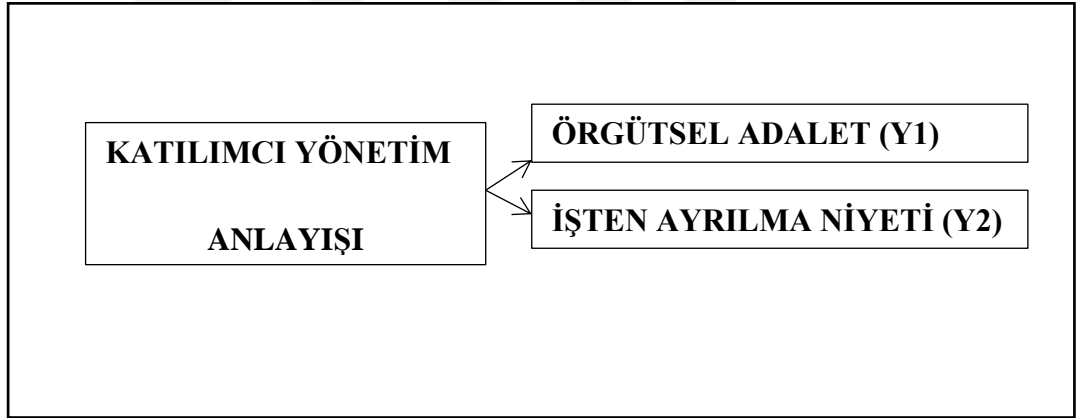 KATILIMCI YÖNETİM
ANLAYIŞI
ÖRGÜTSEL ADALET (Y1)
İŞTEN AYRILMA NİYETİ (Y2)